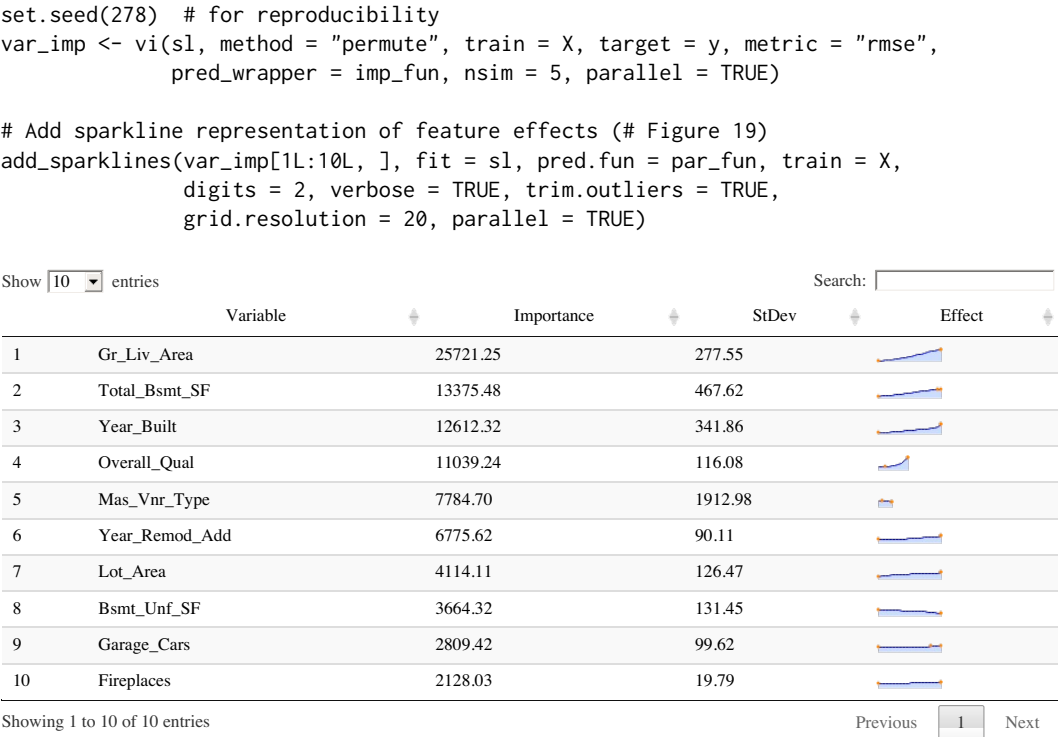 set.seed(278)  # for reproducibility
var_imp <- vi(sl, method = "permute", train = X, target = y, metric = "rmse",
              pred_wrapper = imp_fun, nsim = 5, parallel = TRUE)
# Add sparkline representation of feature effects (# Figure 19)
add_sparklines(var_imp[1L:10L, ], fit = sl, pred.fun = par_fun, train = X,
               digits = 2, verbose = TRUE, trim.outliers = TRUE,
               grid.resolution = 20, parallel = TRUE)
Show 10 entries Search:
Variable Importance StDev Effect
1 Gr_Liv_Area 25721.25 277.55
2 Total_Bsmt_SF 13375.48 467.62
3 Year_Built 12612.32 341.86
4 Overall_Qual 11039.24 116.08
5 Mas_Vnr_Type 7784.70 1912.98
6 Year_Remod_Add 6775.62 90.11
7 Lot_Area 4114.11 126.47
8 Bsmt_Unf_SF 3664.32 131.45
9 Garage_Cars 2809.42 99.62
10 Fireplaces 2128.03 19.79
Showing 1 to 10 of 10 entries Previous 1 Next